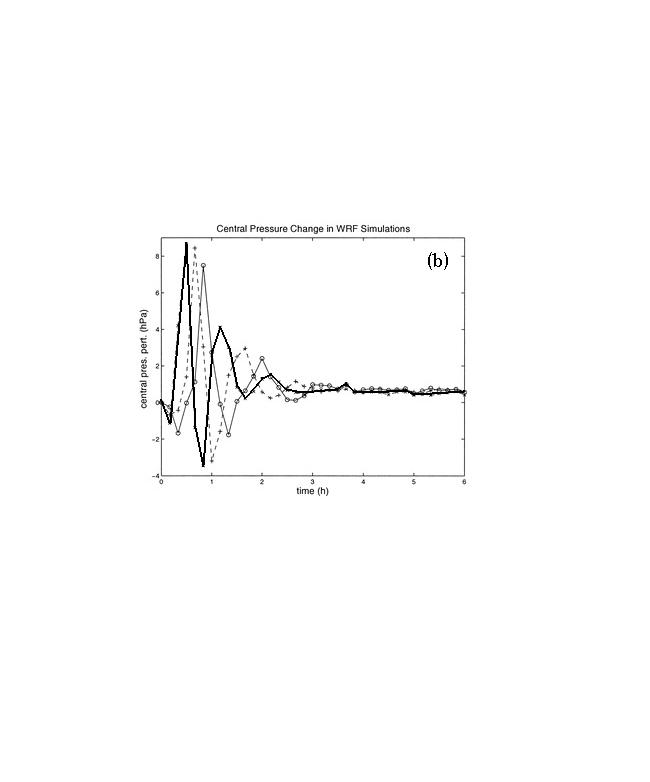 Central Pressure Change in WRF Simulations
(b)
central pres. pert. (hPa)
8
6
4
2
0
−2
−4
0 1 2 3 4 5 6
time (h)